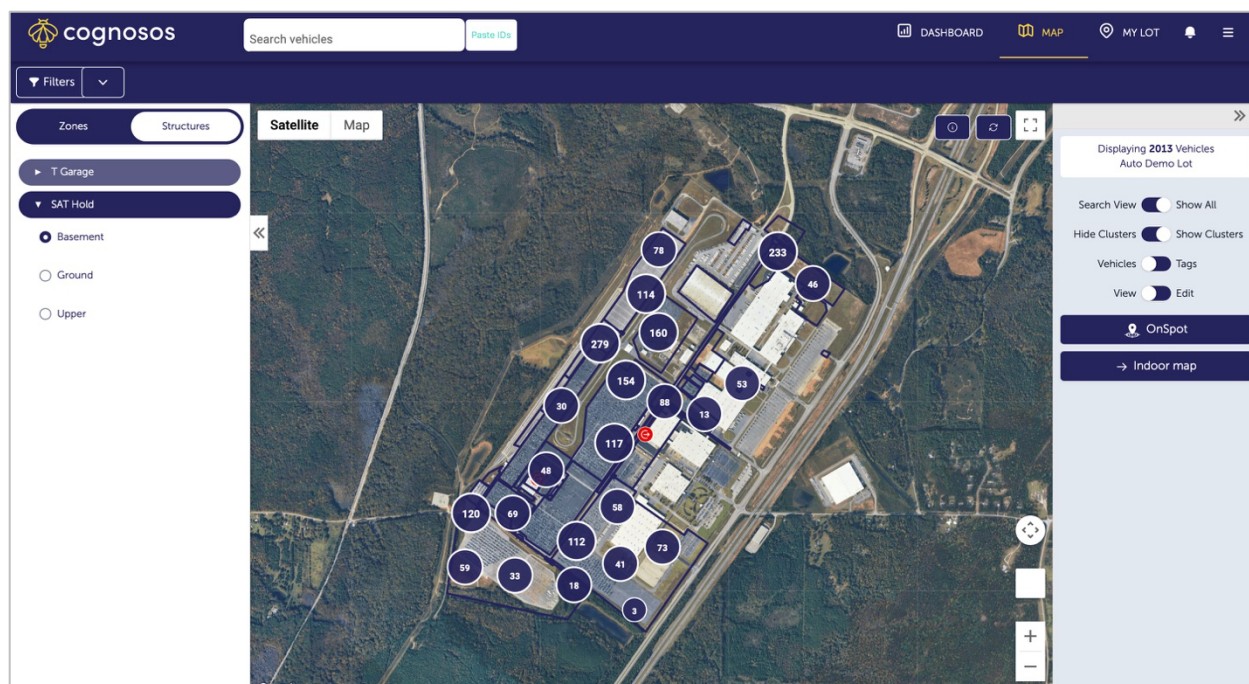 cognosos
Search vehicles
Paste IDs
DASHBOARD
MAP
MY LOT
Filters
Zones
Structures
T Garage
SAT Hold
Basement
Ground
Upper
Satellite
Map
78
233
46
114
160
279
154
53
30
88
13
117
48
120
69
58
112
73
41
59
33
18
3
Displaying 2013 Vehicles
Auto Demo Lot
Search View Show All
Hide Clusters Show Clusters
Vehicles Tags
View Edit
OnSpot
→ Indoor map